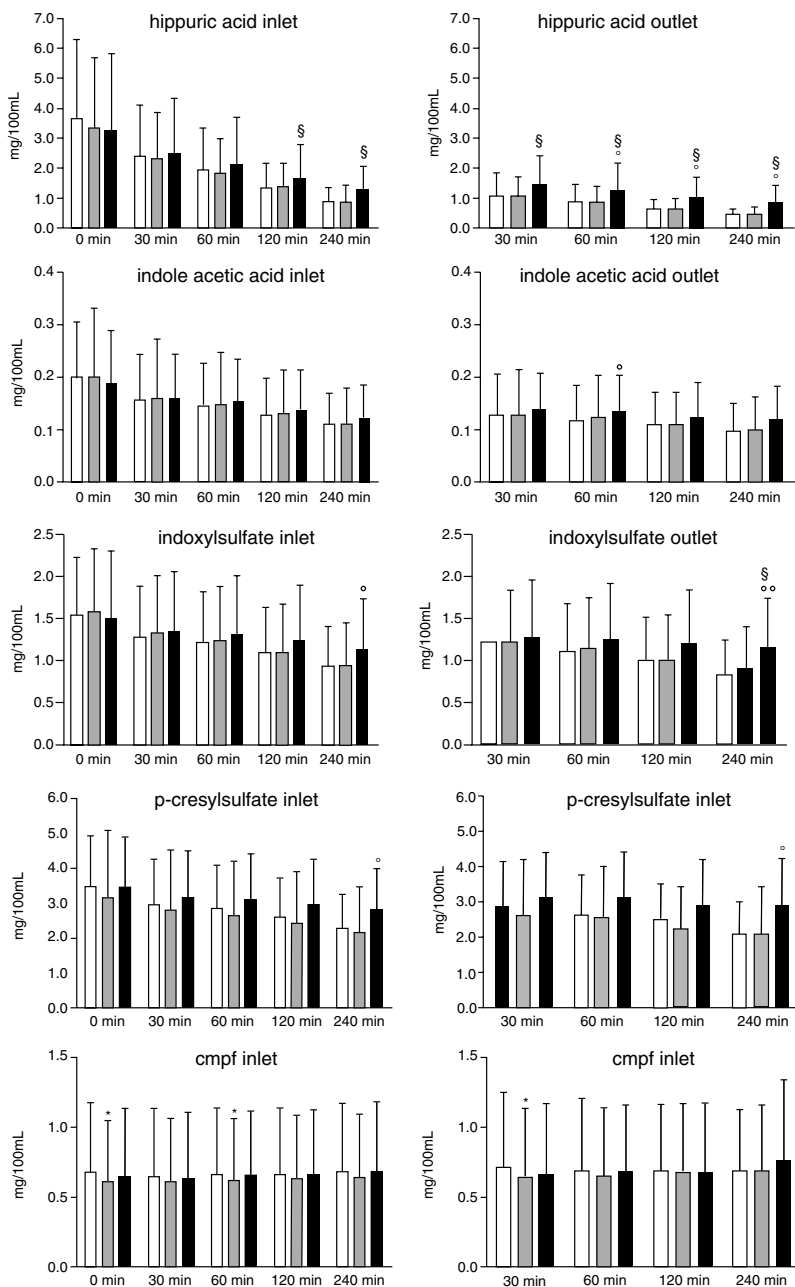 hippuric acid inlet
7.0
6.0
5.0
4.0
3.0
2.0
1.0
0.0
mg/100mL
§
§
0 min 30 min 60 min 120 min 240 min
hippuric acid outlet
7.0
6.0
5.0
4.0
3.0
2.0
1.0
0.0
mg/100mL
§
§
°
§
°
§
°
30 min 60 min 120 min 240 min
indole acetic acid inlet
0.4
0.3
0.2
0.1
0.0
mg/100mL
0 min 30 min 60 min 120 min 240 min
indole acetic acid outlet
0.4
0.3
0.2
0.1
0.0
mg/100mL
°
30 min 60 min 120 min 240 min
indoxylsulfate inlet
2.5
2.0
1.5
1.0
0.5
0.0
mg/100mL
°
0 min 30 min 60 min 120 min 240 min
indoxylsulfate outlet
2.5
2.0
1.5
1.0
0.5
0.0
mg/100mL
§
°°
30 min 60 min 120 min 240 min
p-cresylsulfate inlet
6.0
5.0
4.0
3.0
2.0
1.0
0.0
mg/100mL
°
0 min 30 min 60 min 120 min 240 min
p-cresylsulfate inlet
6.0
5.0
4.0
3.0
2.0
1.0
0.0
mg/100mL
°
30 min 60 min 120 min 240 min
cmpf inlet
1.5
1.0
0.5
0.0
mg/100mL
*
*
0 min 30 min 60 min 120 min 240 min
cmpf inlet
1.5
1.0
0.5
0.0
mg/100mL
*
30 min 60 min 120 min 240 min